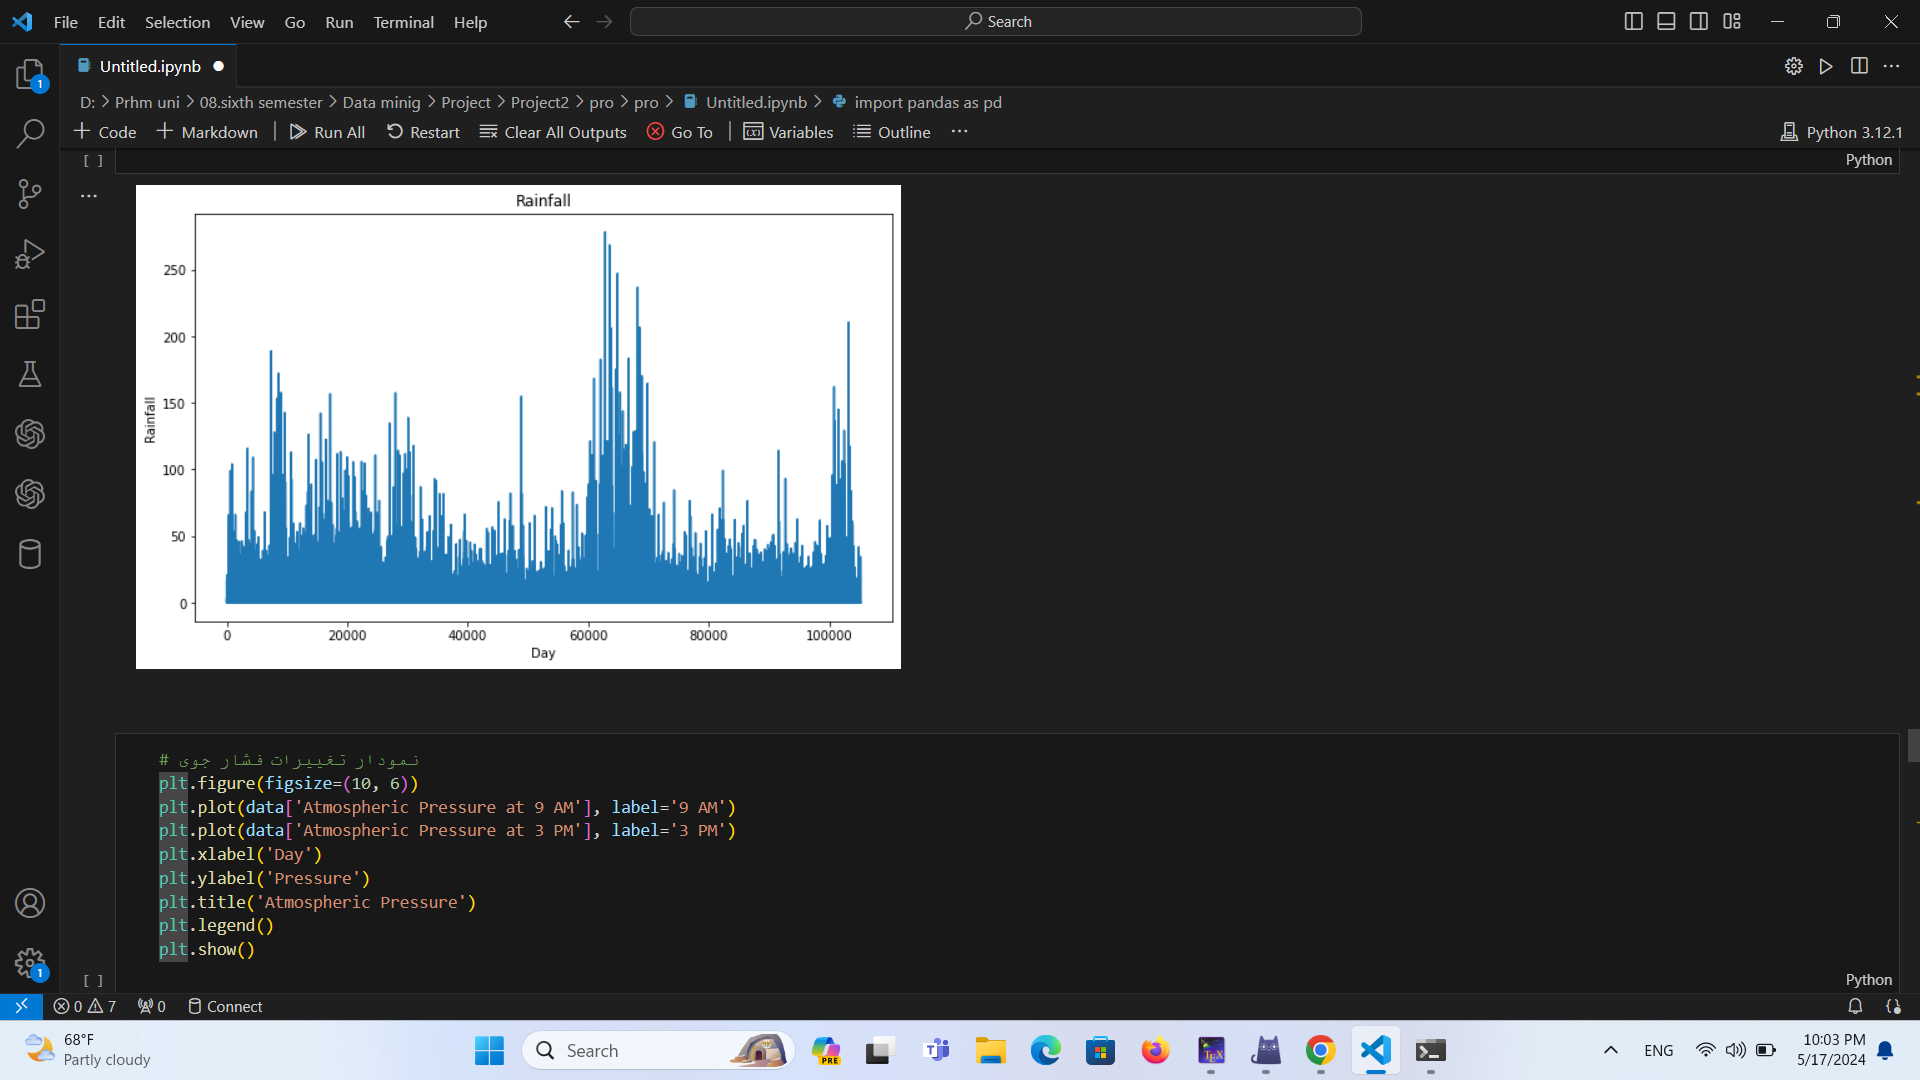 File Edit Selection View Go Run Terminal Help
Search
1
Untitled.ipynb
D: Prhm uni 08.sixth semester Data minig Project Project2 pro pro Untitled.ipynb import pandas as pd
Code Markdown Run All Restart Clear All Outputs Go To Variables Outline ... Python 3.12.1
[ ] Python
...
Rainfall
250
200
150
100
50
0
Rainfall
0 20000 40000 60000 80000 100000
Day
# نمودار تغییرات فشار جوی
plt.figure(figsize=(10, 6))
plt.plot(data['Atmospheric Pressure at 9 AM'], label='9 AM')
plt.plot(data['Atmospheric Pressure at 3 PM'], label='3 PM')
plt.xlabel('Day')
plt.ylabel('Pressure')
plt.title('Atmospheric Pressure')
plt.legend()
plt.show()
[ ] Python
1
0 7 0 Connect
68°F
Partly cloudy
Search
PRE
TEX
ENG
10:03 PM
5/17/2024